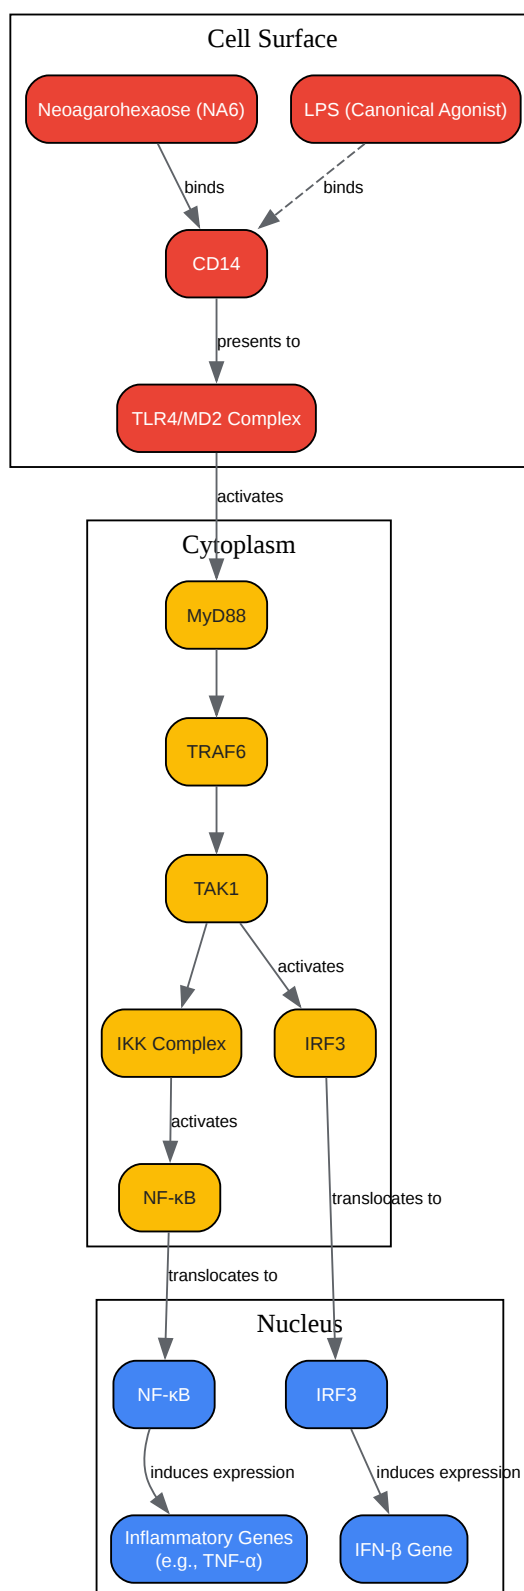 Cell Surface
Neoagarohexaose (NA6)
LPS (Canonical Agonist)
binds
binds
CD14
presents to
TLR4/MD2 Complex
activates
Cytoplasm
MyD88
TRAF6
TAK1
activates
IKK Complex
IRF3
activates
NF-κB
translocates to
translocates to
Nucleus
NF-κB
IRF3
induces expression
induces expression
Inflammatory Genes
(e.g., TNF-α)
IFN-β Gene